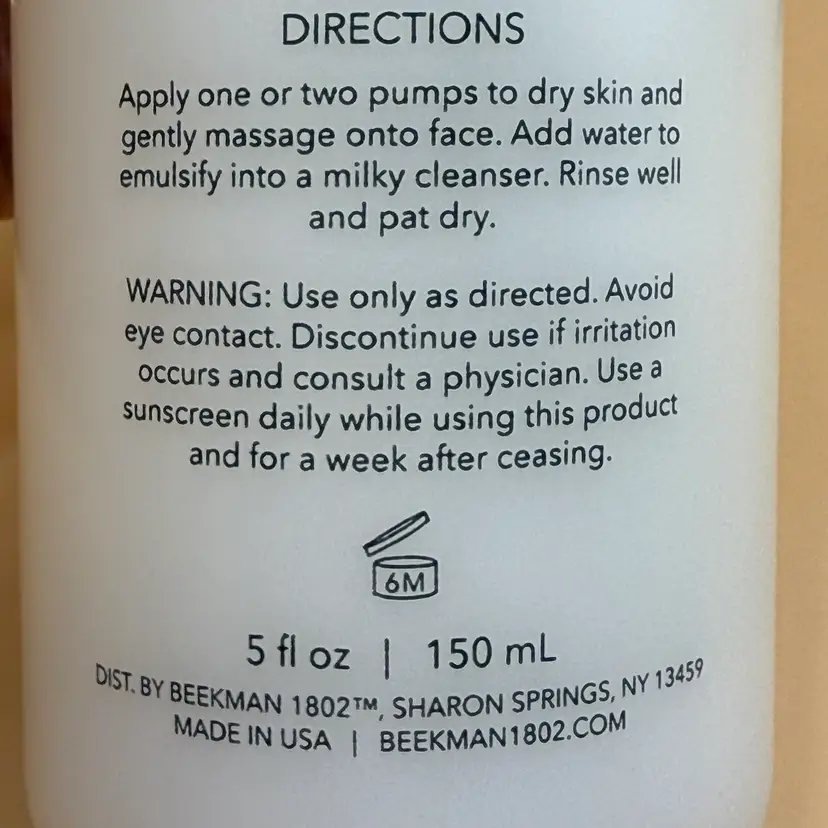 DIRECTIONS
Apply one or two pumps to dry skin and
gently massage onto face. Add water to
emulsify into a milky cleanser. Rinse well
and pat dry.
WARNING: Use only as directed. Avoid
eye contact. Discontinue use if irritation
occurs and consult a physician. Use a
sunscreen daily while using this product
and for a week after ceasing.
6M
5 fl oz | 150 mL
DIST. BY BEEKMAN 1802™, SHARON SPRINGS, NY 13459
MADE IN USA | BEEKMAN1802.COM